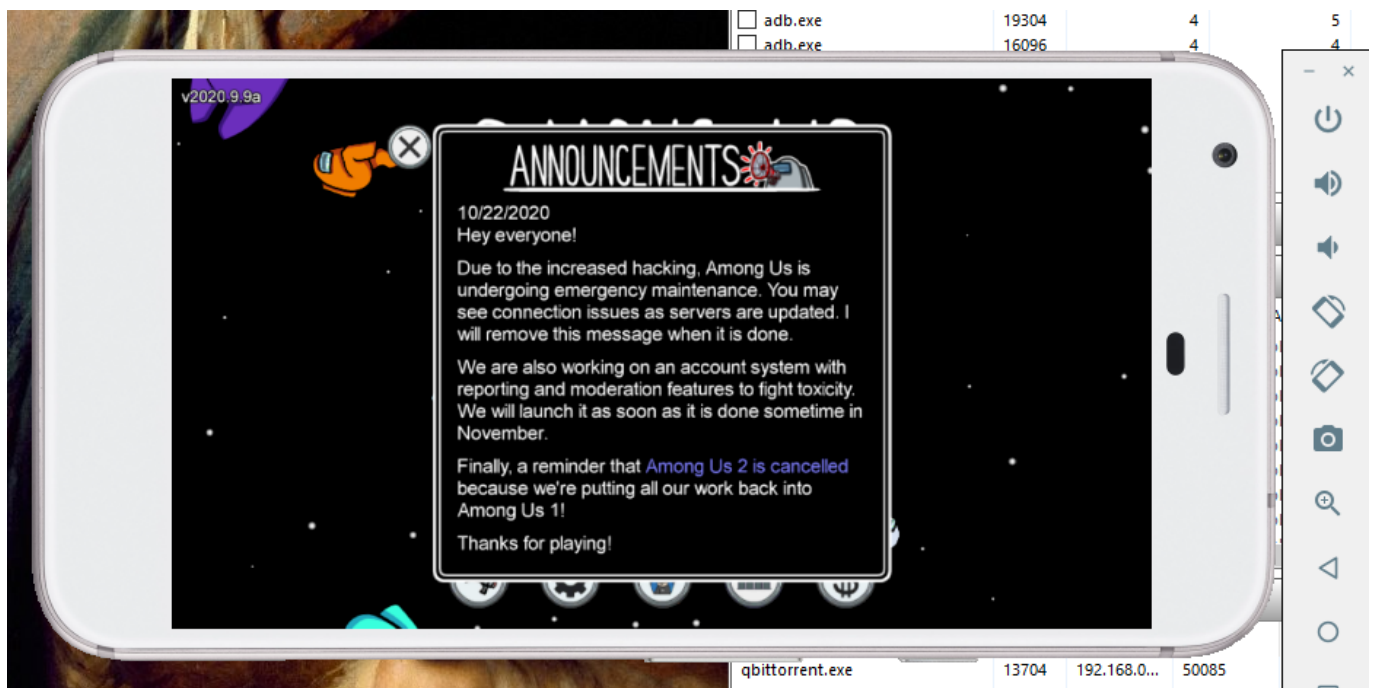 adb.exe 19304 4 5
adb.exe 16096 4 4
v2020.9.9a
ANNOUNCEMENTS
10/22/2020
Hey everyone!
Due to the increased hacking, Among Us is
undergoing emergency maintenance. You may
see connection issues as servers are updated. I
will remove this message when it is done.
We are also working on an account system with
reporting and moderation features to fight toxicity.
We will launch it as soon as it is done sometime in
November.
Finally, a reminder that Among Us 2 is cancelled
because we're putting all our work back into
Among Us 1!
Thanks for playing!
qbittorrent.exe 13704 192.168.0... 50085